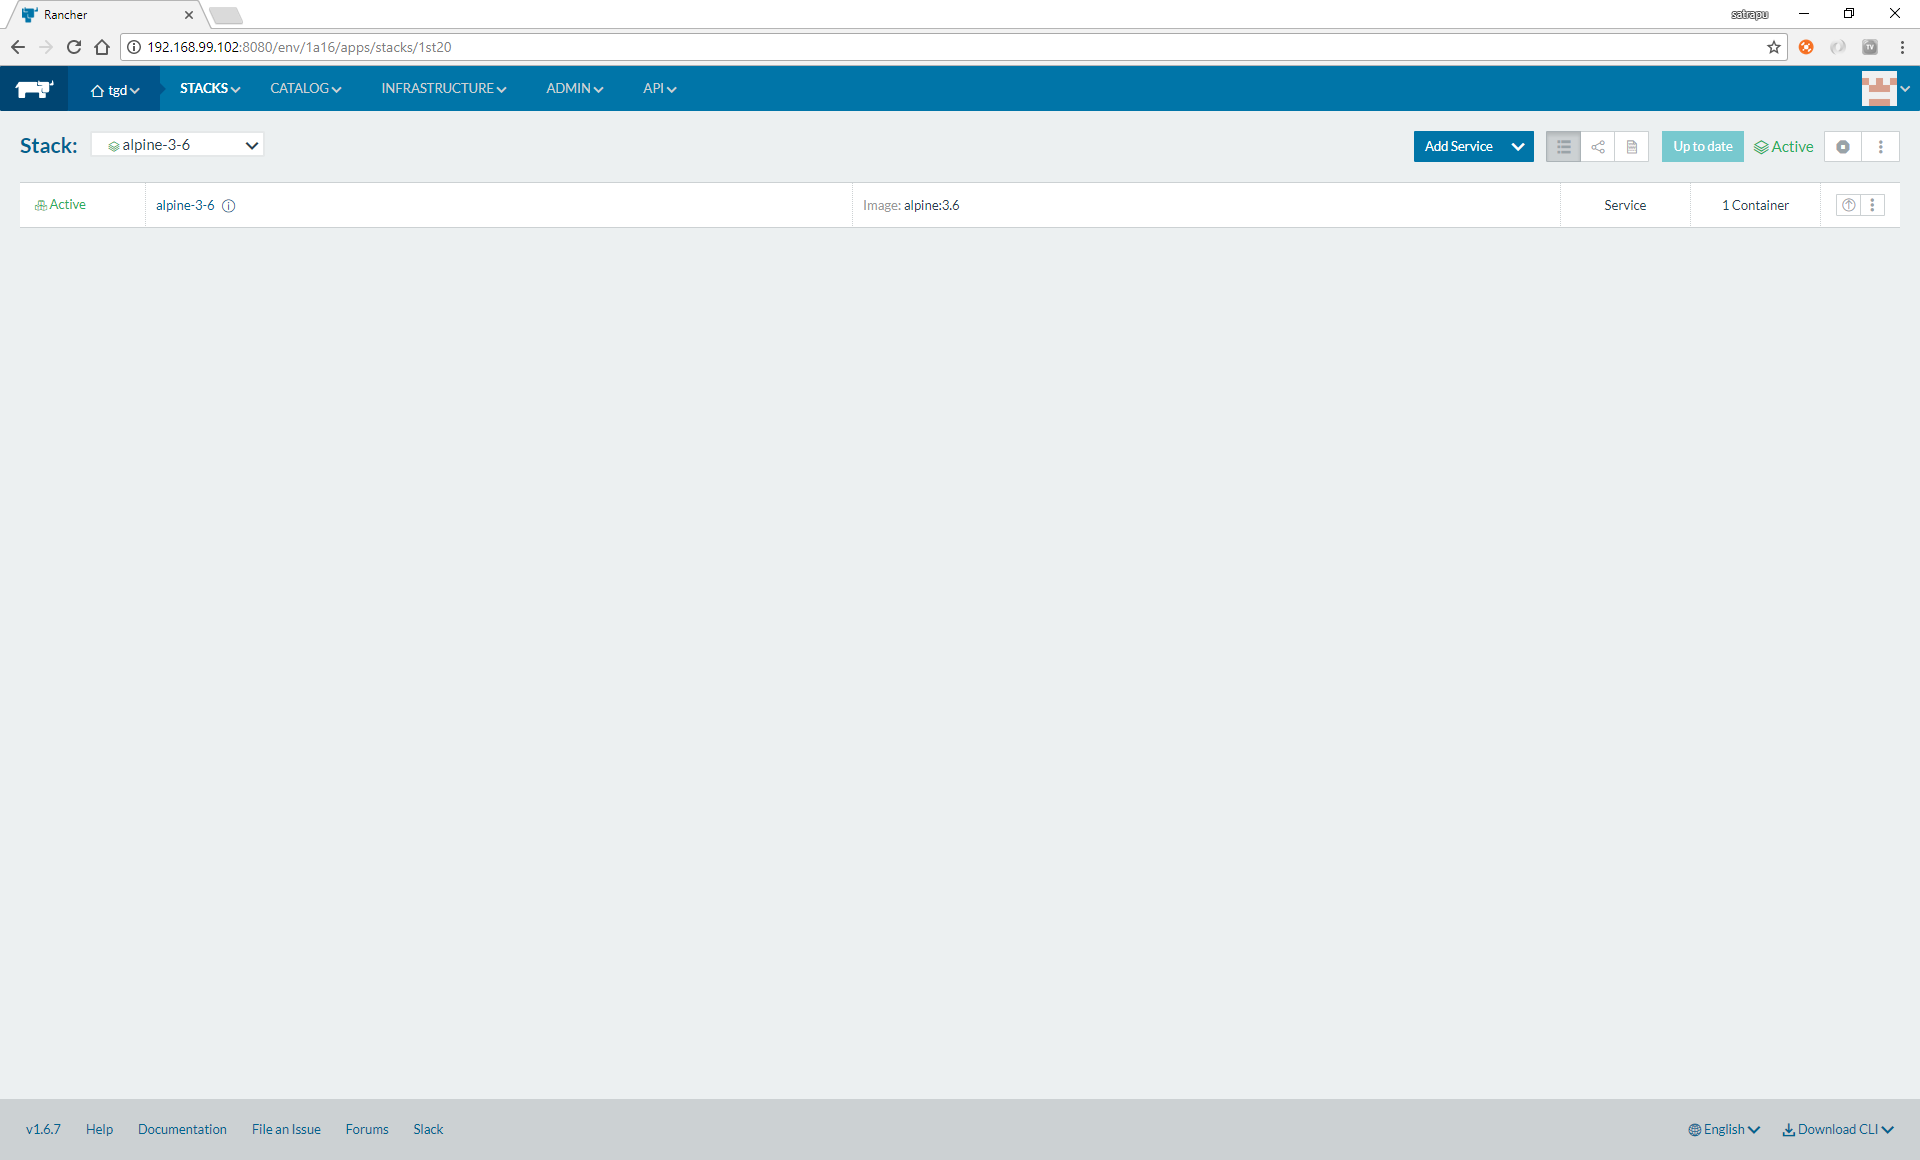 Rancher
satrapu
192.168.99.102:8080/env/1a16/apps/stacks/1st20
tgd STACKS CATALOG INFRASTRUCTURE ADMIN API
Stack: alpine-3-6 Add Service Up to date Active
Active alpine-3-6 Image: alpine:3.6 Service 1 Container
v1.6.7 Help Documentation File an Issue Forums Slack English Download CLI